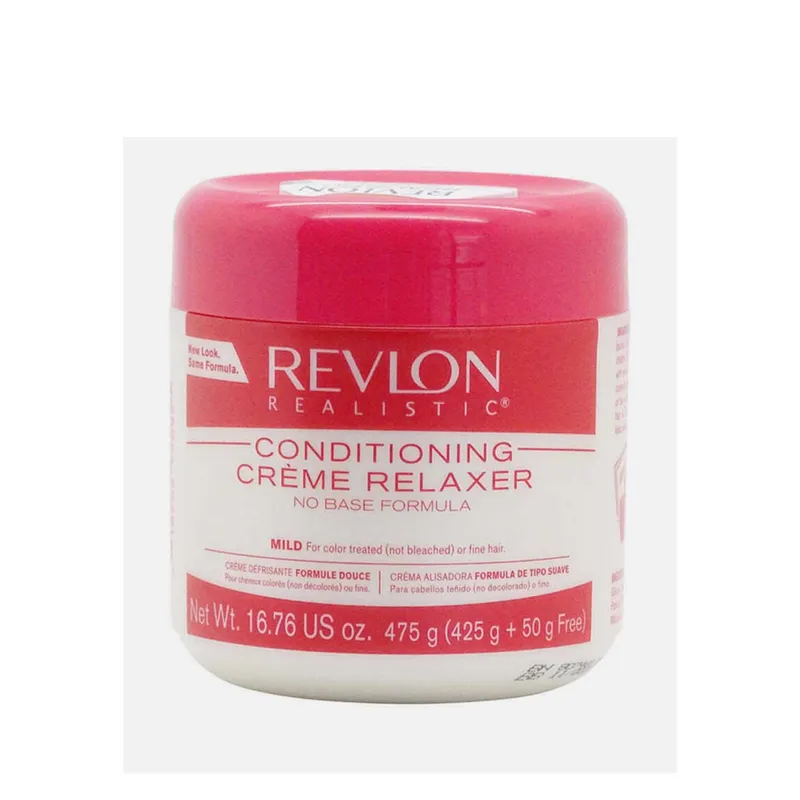 REVLON
New Look.
Same Formula.
REVLON
REALISTIC®
CONDITIONING
CRÈME RELAXER
NO BASE FORMULA
MILD For color treated (not bleached) or fine hair.
CRÈME DÉFRISANTE FORMULE DOUCE
Pour cheveux colorés (non décolorés) ou fins.
CRÉMA ALISADORA FORMULA DE TIPO SUAVE
Para cabellos teñido (no decolorado) o fino.
Net Wt. 16.76 US oz. 475 g (425 g + 50 g Free)